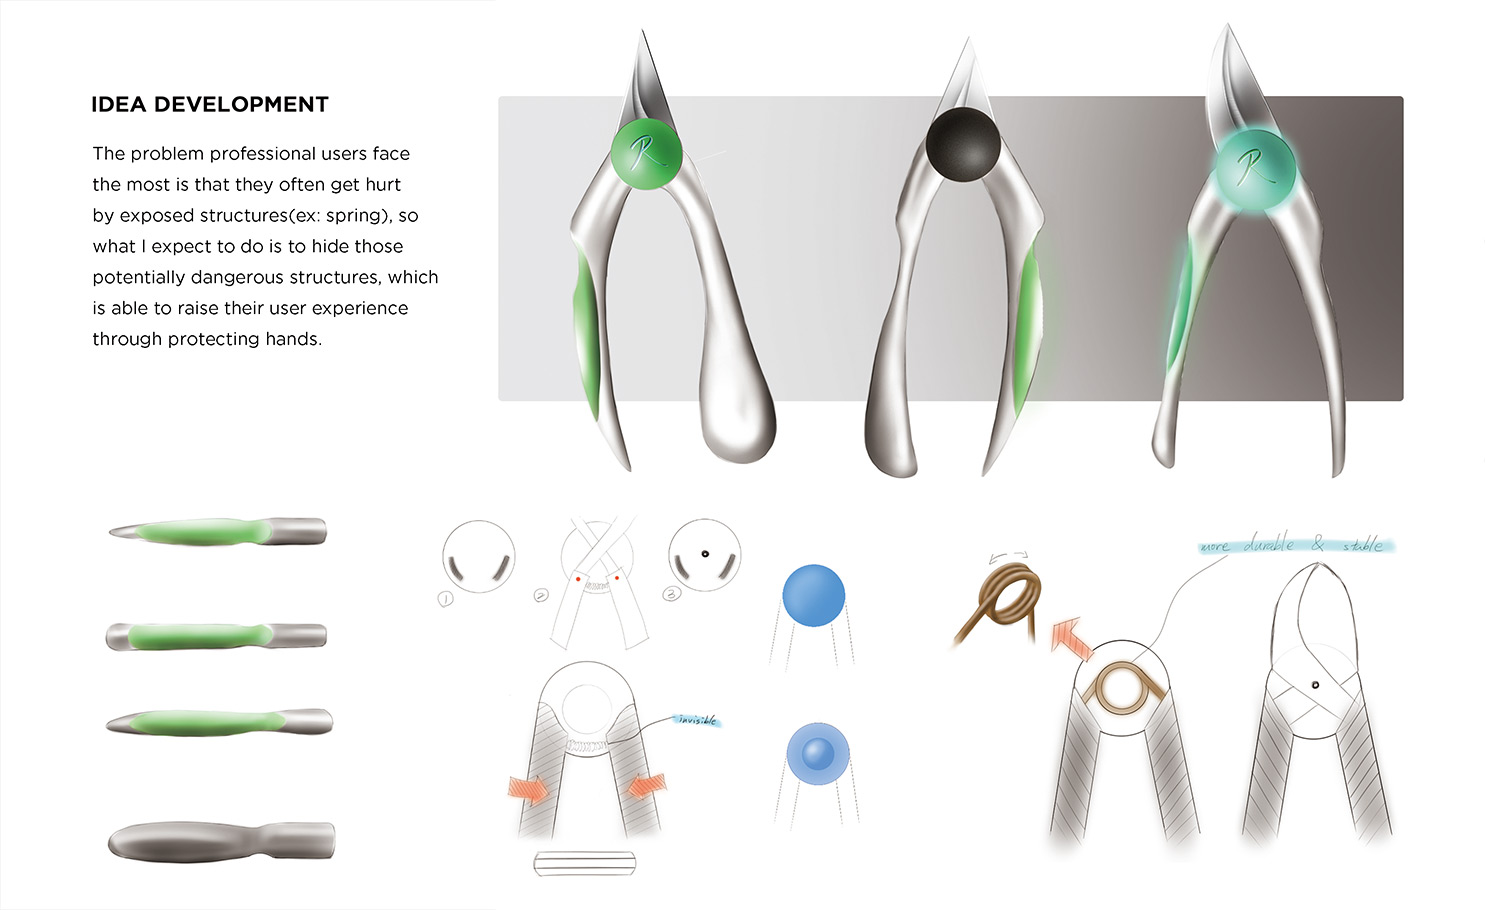 IDEA DEVELOPMENT
The problem professional users face
the most is that they often get hurt
by exposed structures(ex: spring), so
what I expect to do is to hide those
potentially dangerous structures, which
is able to raise their user experience
through protecting hands.
R
R
1
2
3
more durable & stable
invisible